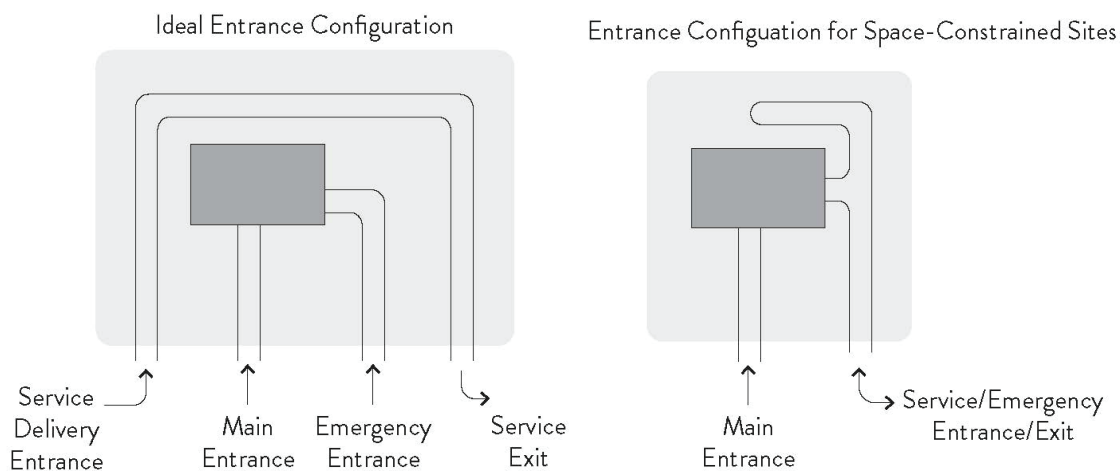 Ideal Entrance Configuration
Entrance Configuation for Space-Constrained Sites
Service
Delivery
Entrance
Main
Entrance
Emergency
Entrance
Service
Exit
Main
Entrance
Service/Emergency
Entrance/Exit